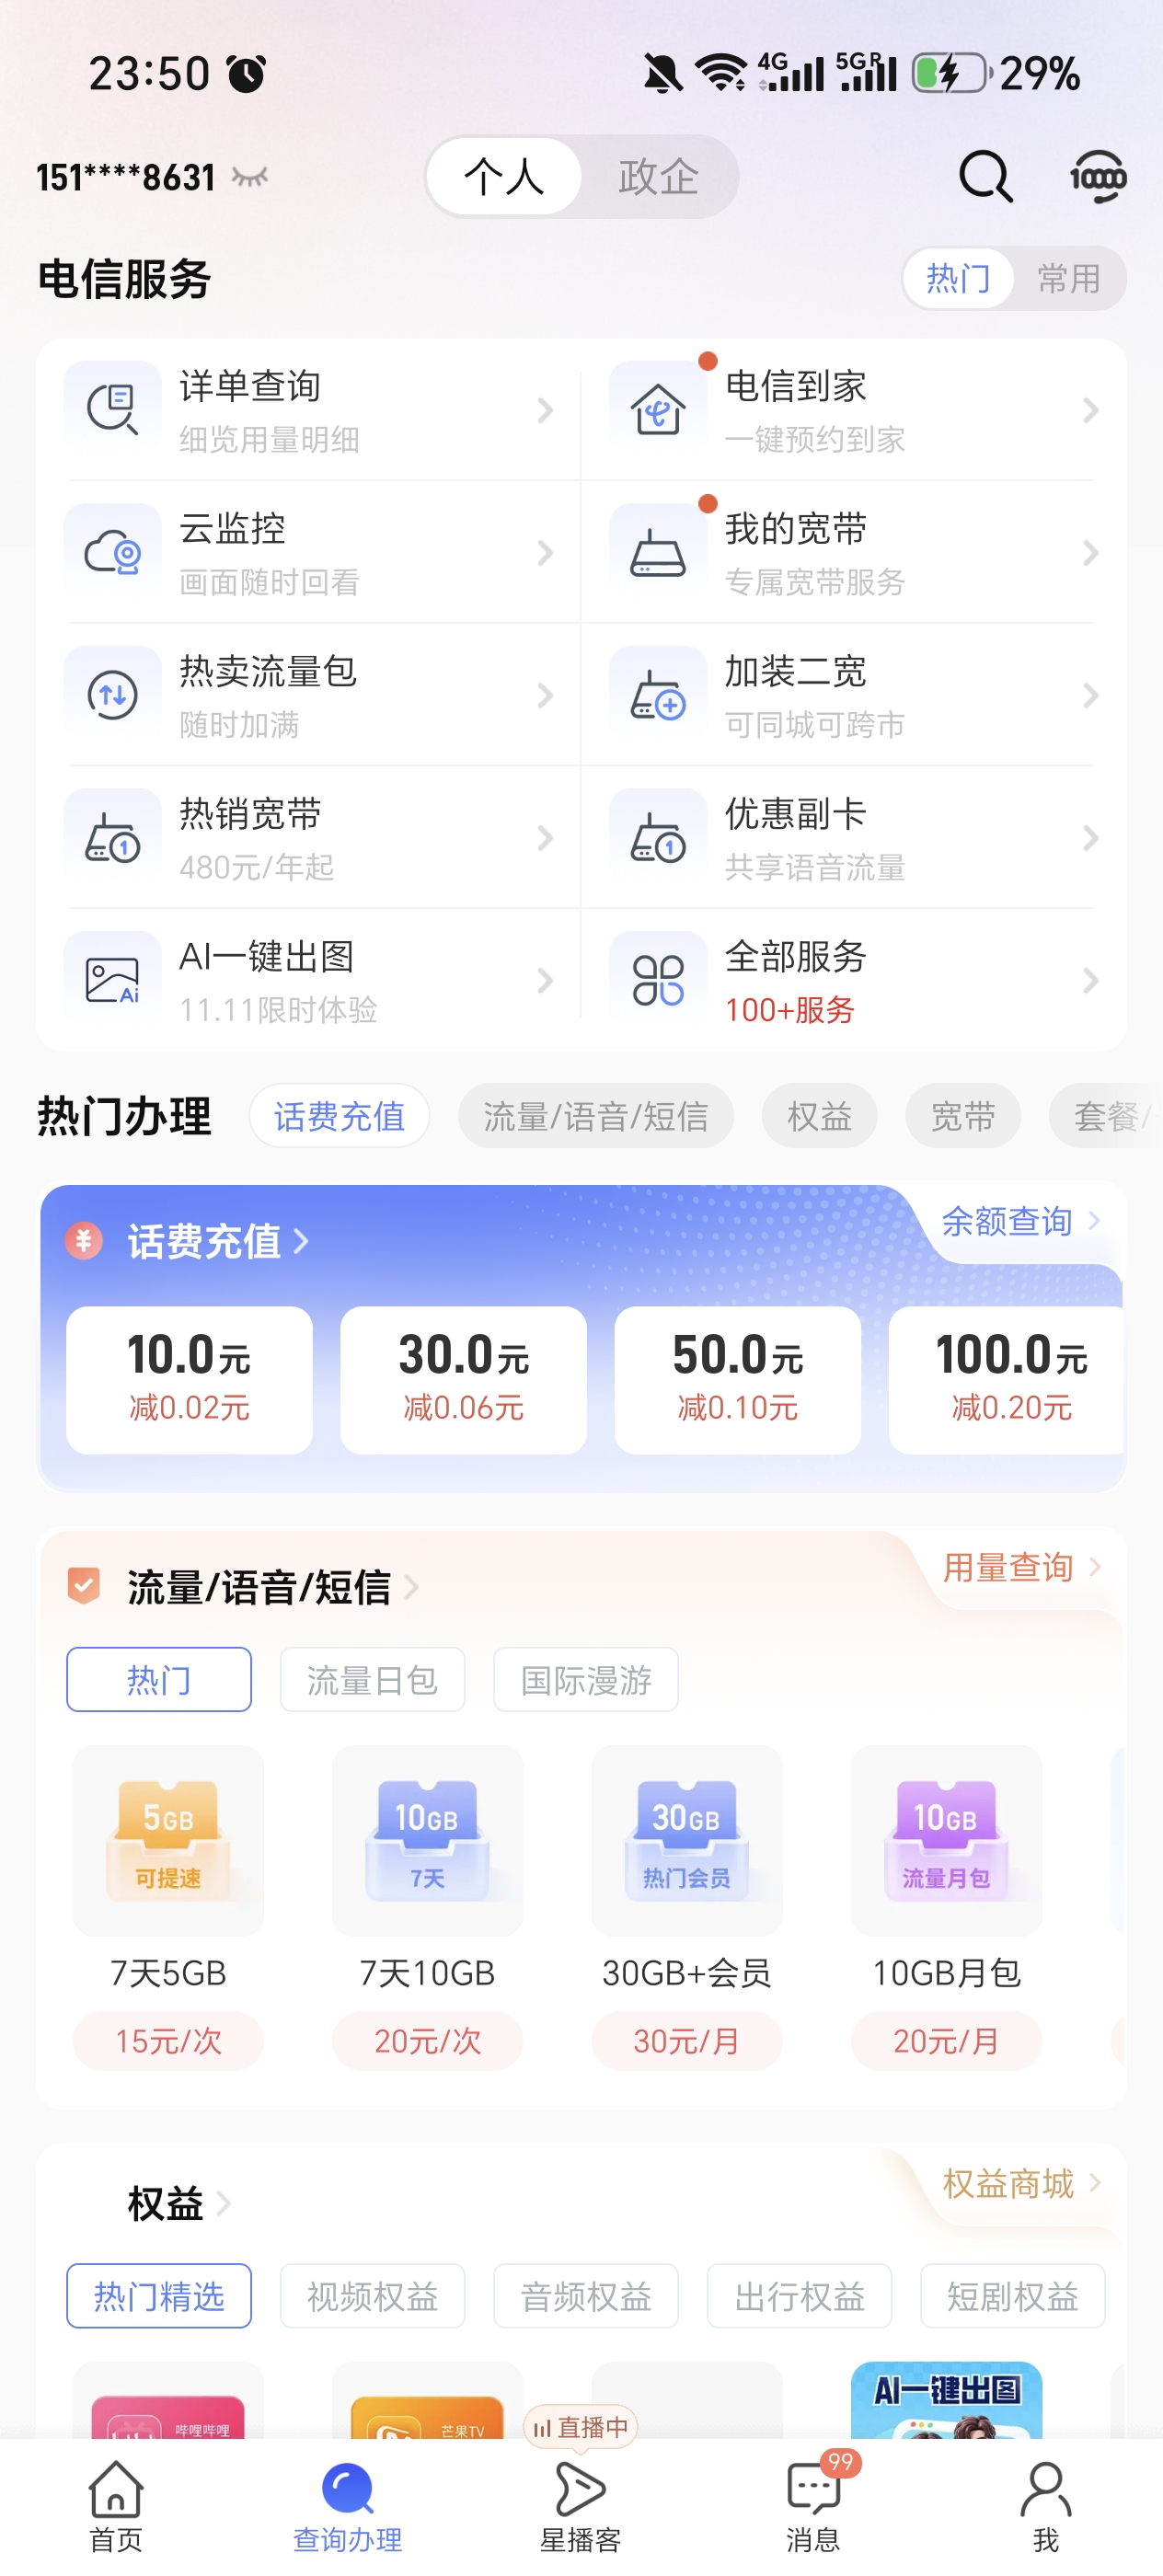 23:50
4G 5GR 29%
151****8631
个人 政企
10000
电信服务
热门 常用
详单查询
细览用量明细
电信到家
一键预约到家
云监控
画面随时回看
我的宽带
专属宽带服务
热卖流量包
随时加满
加装二宽
可同城可跨市
热销宽带
480元/年起
1
优惠副卡
共享语音流量
1
AI一键出图
11.11限时体验
Ai
全部服务
100+服务
热门办理 话费充值 流量/语音/短信 权益 宽带 套餐/
话费充值
余额查询
10.0元 30.0元 50.0元 100.0元
减0.02元 减0.06元 减0.10元 减0.20元
流量/语音/短信
用量查询
热门 流量日包 国际漫游
5GB 10GB 30GB 10GB
可提速 7天 热门会员 流量月包
7天5GB 7天10GB 30GB+会员 10GB月包
15元/次 20元/次 30元/月 20元/月
权益
权益商城
热门精选 视频权益 音频权益 出行权益 短剧权益
哔哩哔哩 芒果TV AI一键出图
直播中
99
首页 查询办理 星播客 消息 我